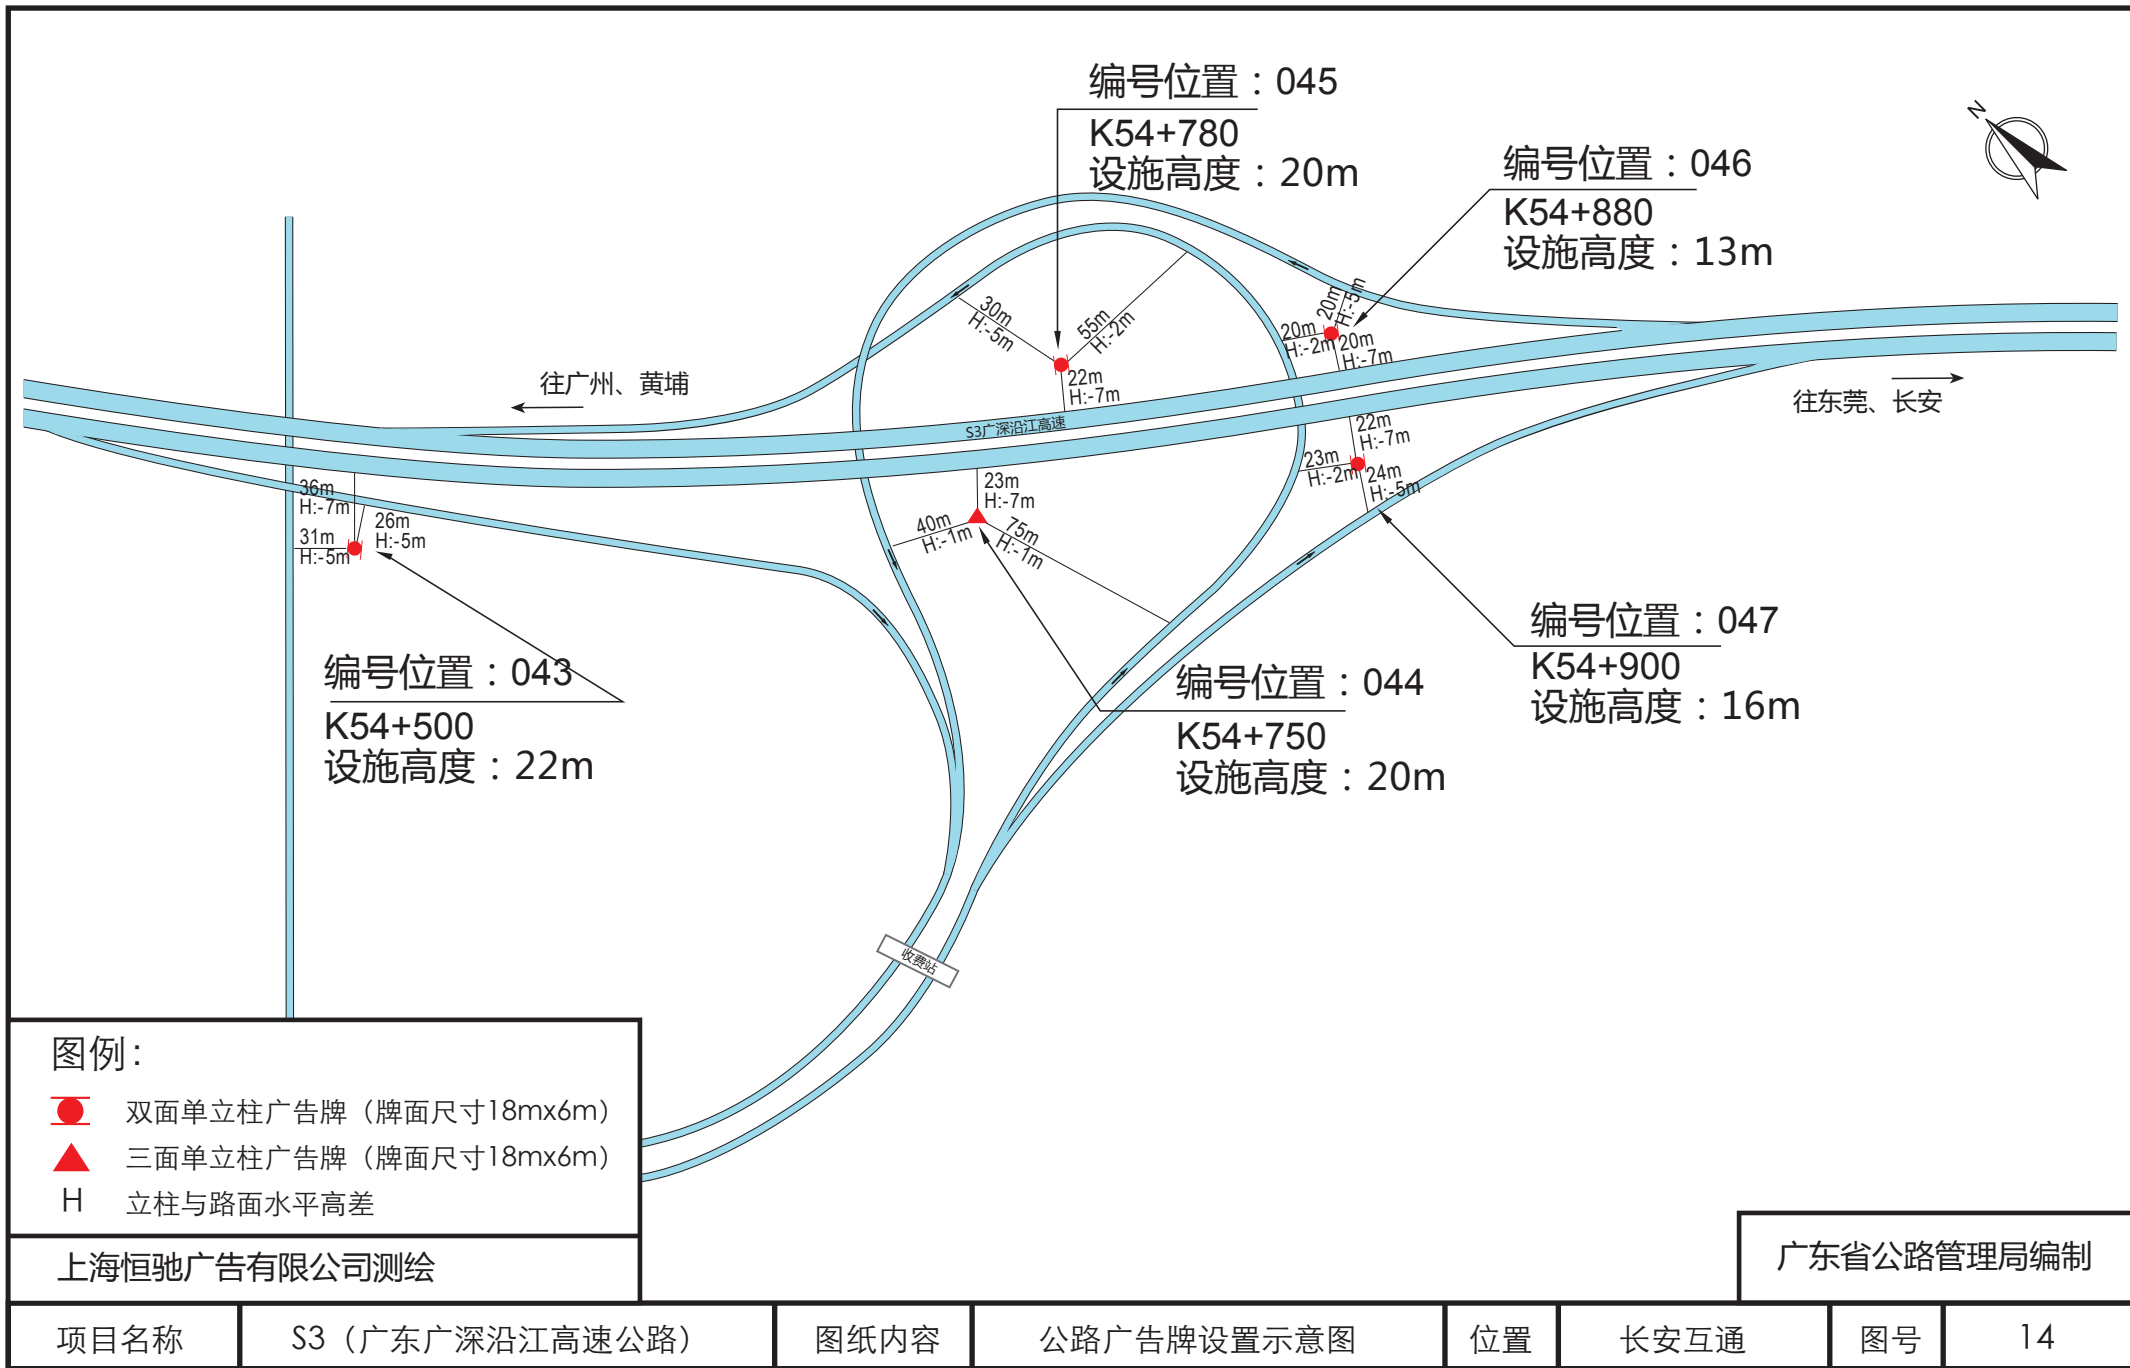 编号位置：045
K54+780
设施高度：20m
N
编号位置：046
K54+880
设施高度：13m
30m
H:-5m
55m
H:-2m
22m
H:-7m
20m
H:-5m
20m
H:-2m
20m
H:-7m
往广州、黄埔
S3广深沿江高速
往东莞、长安
22m
H:-7m
23m
H:-2m
24m
H:-5m
36m
H:-7m
26m
H:-5m
31m
H:-5m
23m
H:-7m
40m
H:-1m
75m
H:-1m
编号位置：043
K54+500
设施高度：22m
编号位置：044
K54+750
设施高度：20m
编号位置：047
K54+900
设施高度：16m
收费站
图例：
双面单立柱广告牌（牌面尺寸18mx6m）
三面单立柱广告牌（牌面尺寸18mx6m）
H 立柱与路面水平高差
上海恒驰广告有限公司测绘
广东省公路管理局编制
项目名称 S3（广东广深沿江高速公路） 图纸内容 公路广告牌设置示意图 位置 长安互通 图号 14